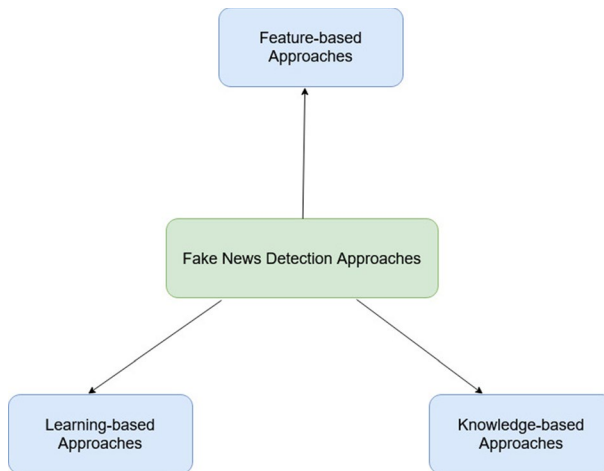 Feature-based
Approaches
Fake News Detection Approaches
Learning-based
Approaches
Knowledge-based
Approaches